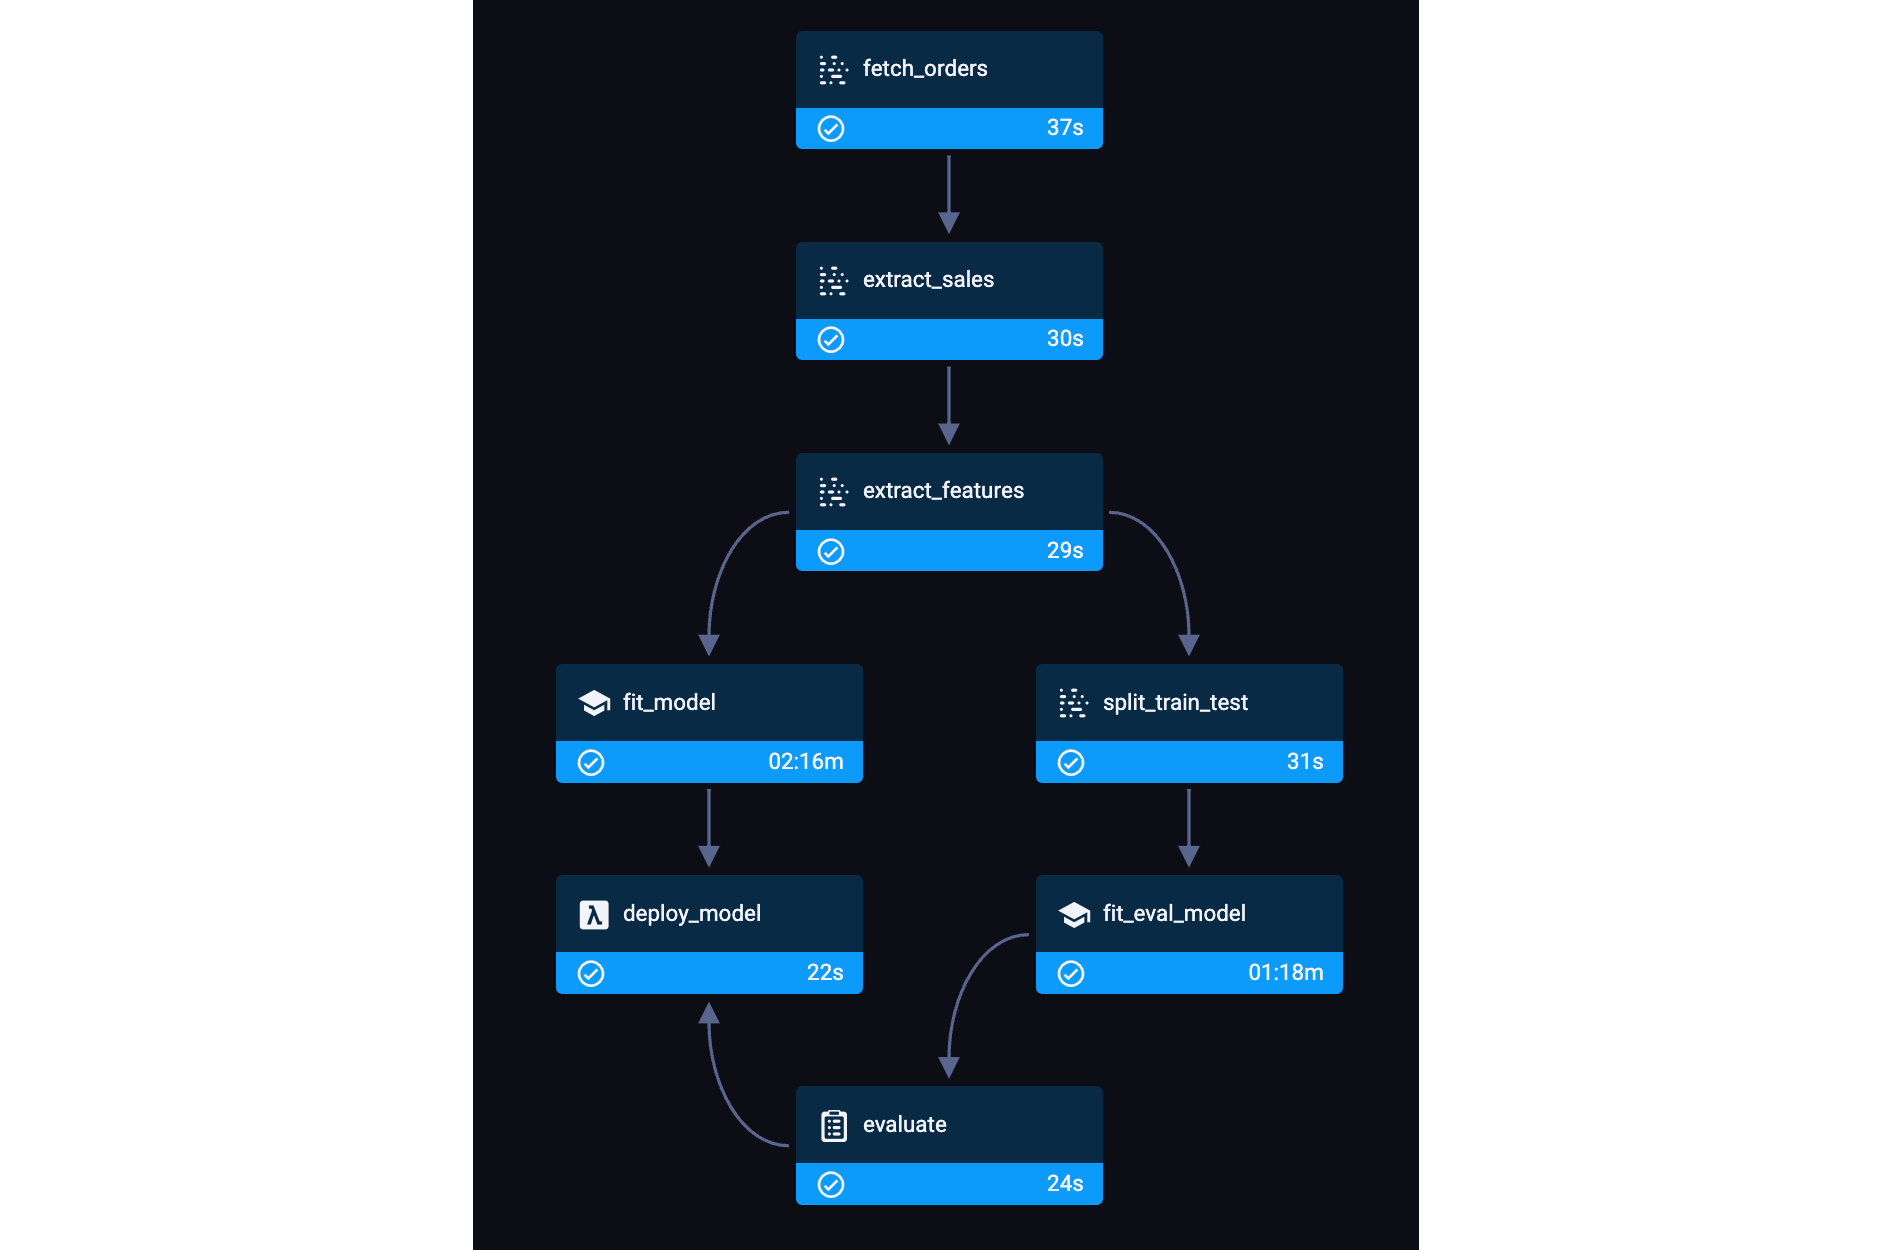 fetch_orders
37s
extract_sales
30s
extract_features
29s
fit_model
02:16m
split_train_test
31s
deploy_model
22s
fit_eval_model
01:18m
evaluate
24s